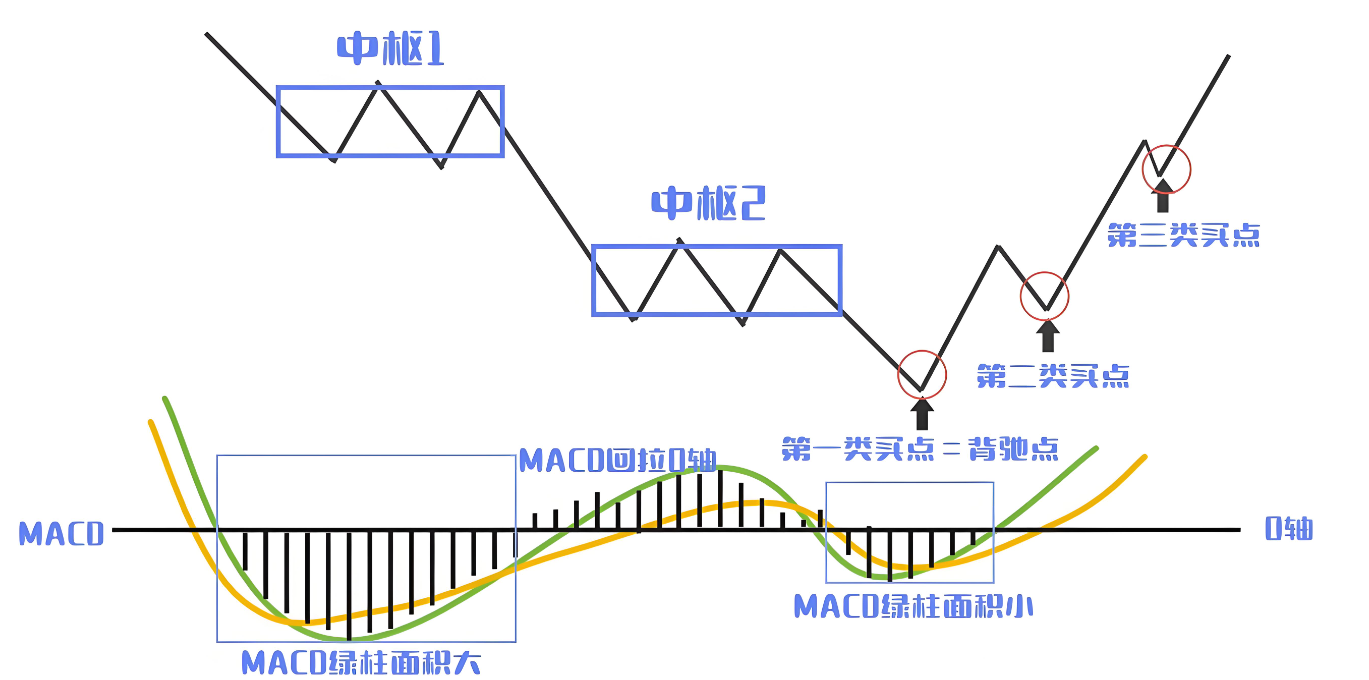 中枢1
中枢2
第三类买点
第二类买点
第一类买点=背驰点
MACD回拉0轴
MACD
0轴
MACD绿柱面积小
MACD绿柱面积大